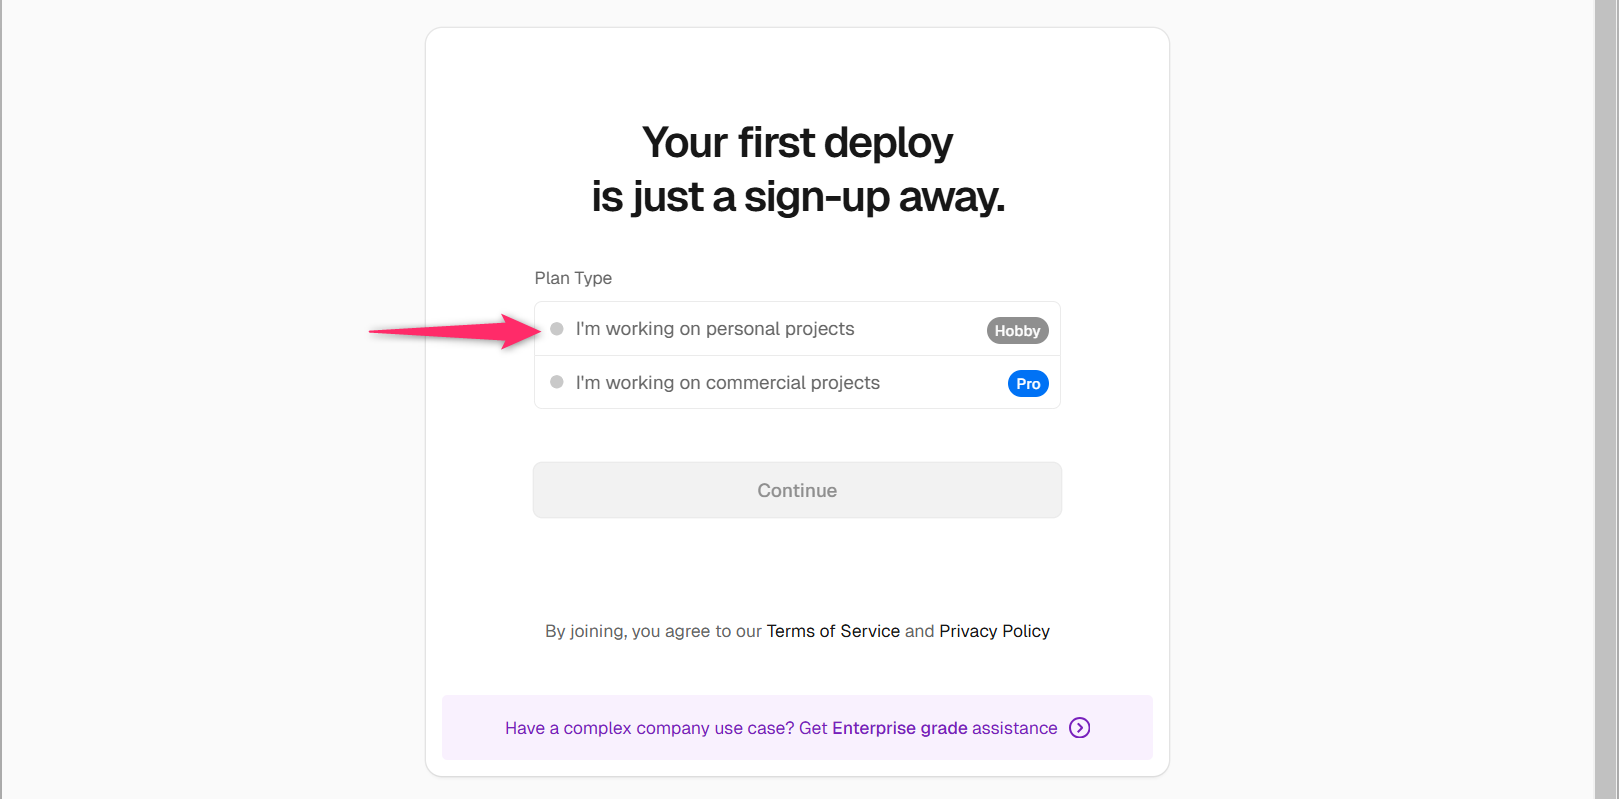 Your first deploy
is just a sign-up away.
Plan Type
I'm working on personal projects Hobby
I'm working on commercial projects Pro
Continue
By joining, you agree to our Terms of Service and Privacy Policy
Have a complex company use case? Get Enterprise grade assistance